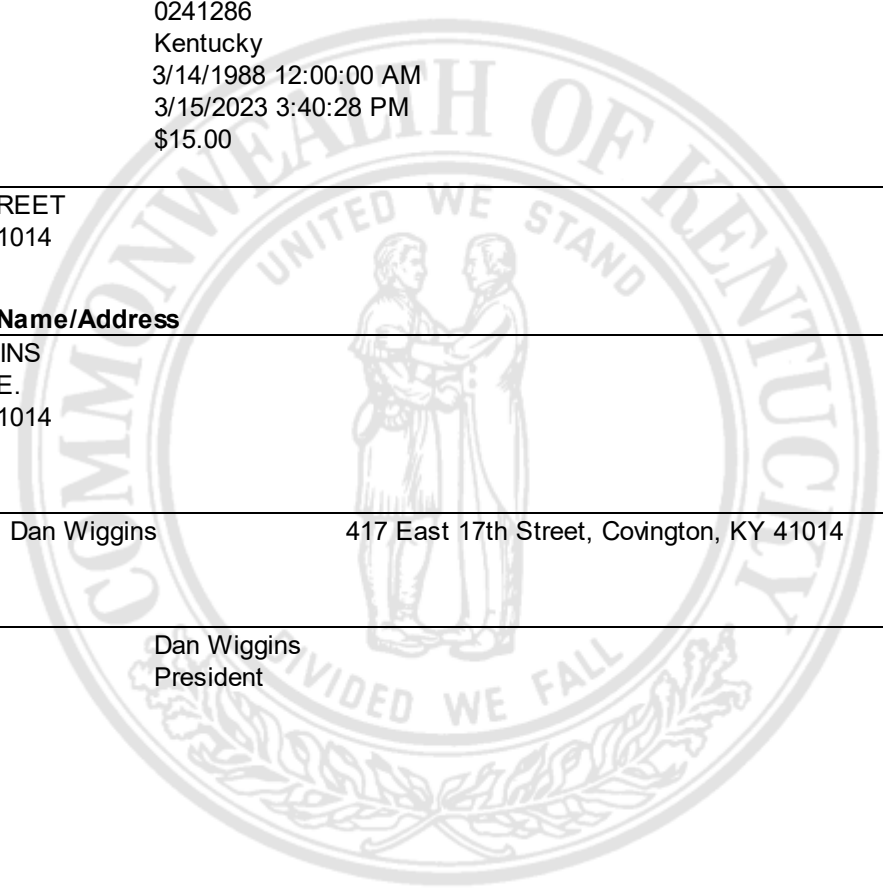 0241286
Kentucky
3/14/1988 12:00:00 AM
3/15/2023 3:40:28 PM
$15.00
REET
1014
Name/Address
INS
E.
1014
Dan Wiggins 417 East 17th Street, Covington, KY 41014
Dan Wiggins
President
COMMONWEALTH OF KENTUCKY
UNITED WE STAND
DIVIDED WE FALL